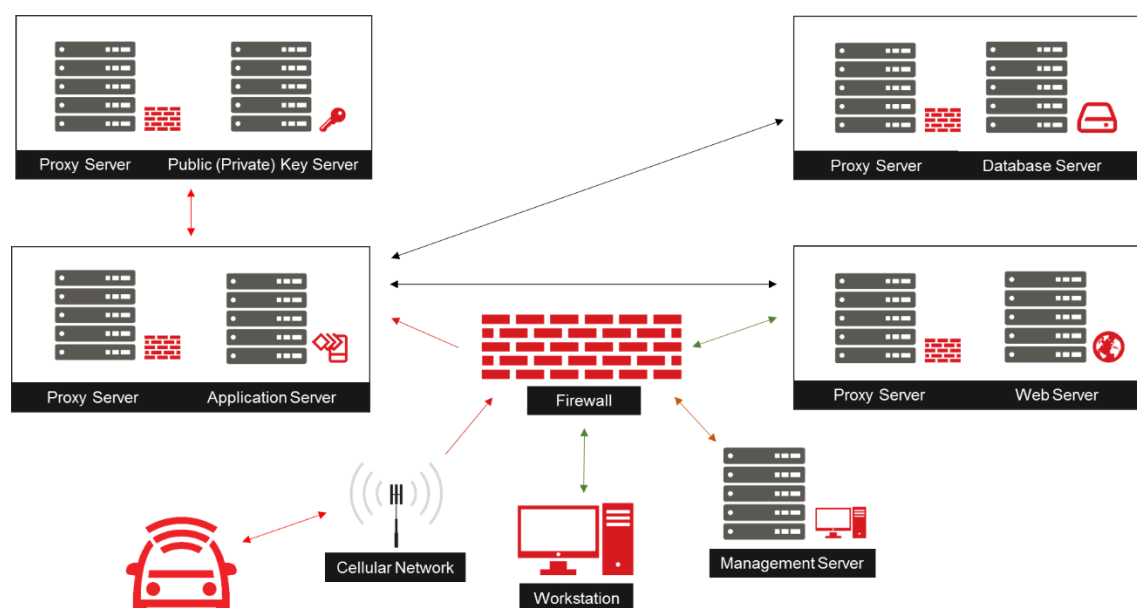 Proxy Server
Public (Private) Key Server
Proxy Server
Database Server
Proxy Server
Application Server
Firewall
Proxy Server
Web Server
Cellular Network
Workstation
Management Server